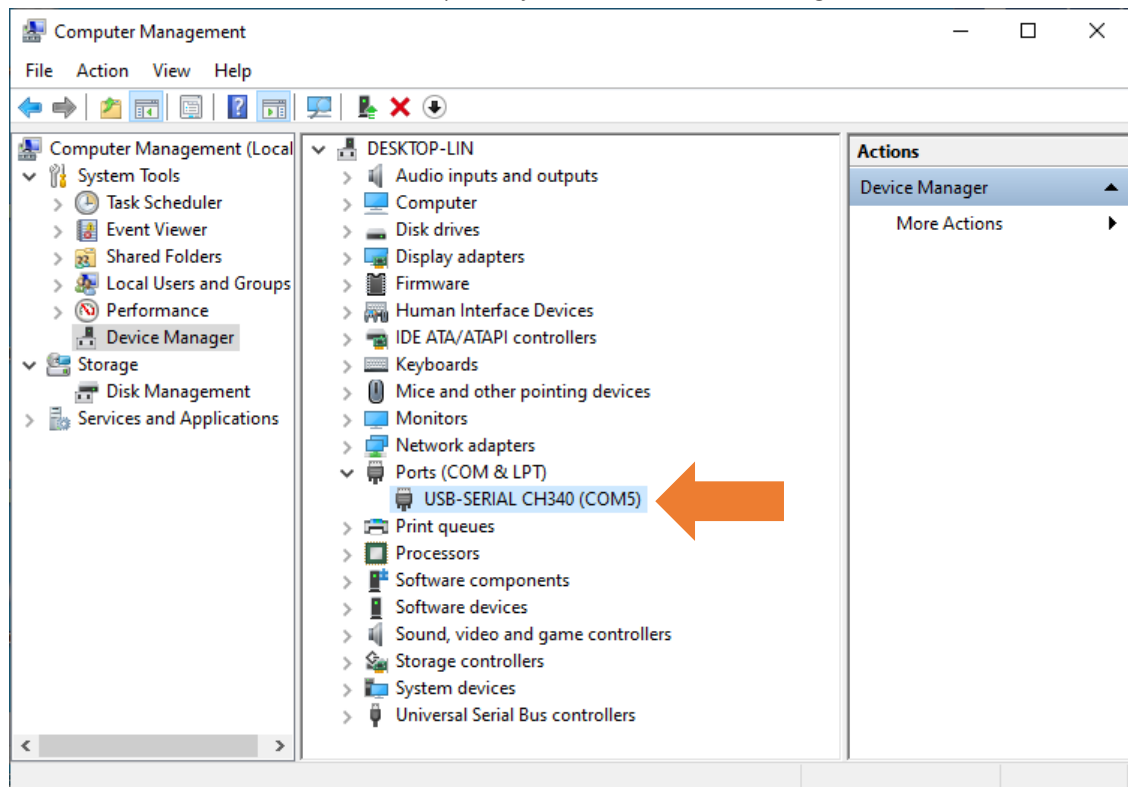 Computer Management
File Action View Help
Computer Management (Local
System Tools
Task Scheduler
Event Viewer
Shared Folders
Local Users and Groups
Performance
Device Manager
Storage
Disk Management
Services and Applications
DESKTOP-LIN
Audio inputs and outputs
Computer
Disk drives
Display adapters
Firmware
Human Interface Devices
IDE ATA/ATAPI controllers
Keyboards
Mice and other pointing devices
Monitors
Network adapters
Ports (COM & LPT)
USB-SERIAL CH340 (COM5)
Print queues
Processors
Software components
Software devices
Sound, video and game controllers
Storage controllers
System devices
Universal Serial Bus controllers
Actions
Device Manager
More Actions